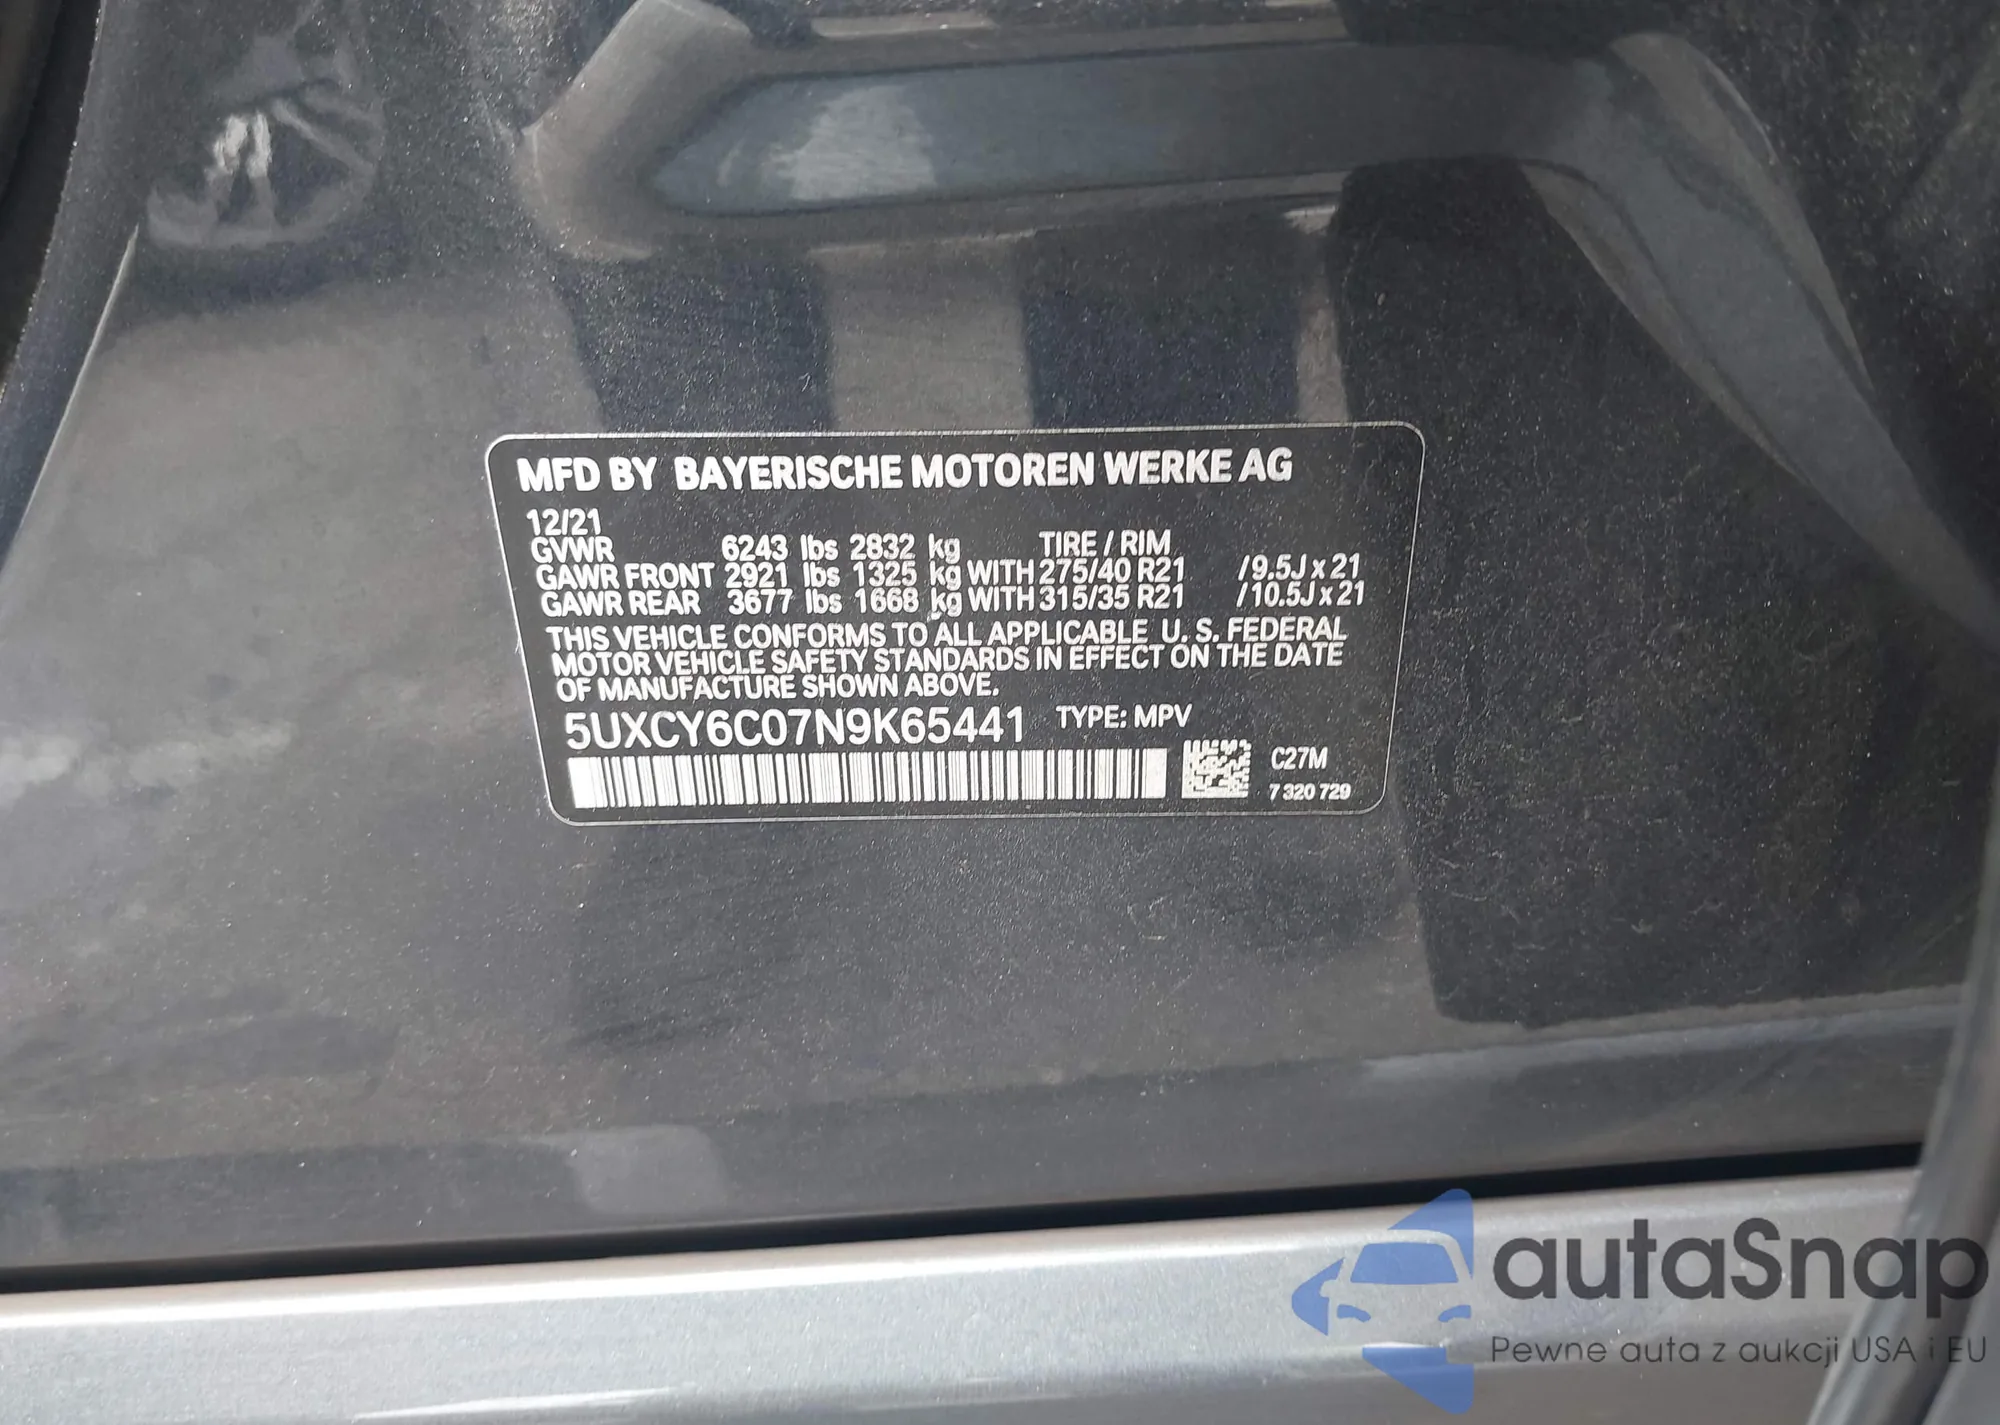 MFD BY BAYERISCHE MOTOREN WERKE AG
12/21
GVWR 6243 lbs 2832 kg TIRE / RIM
GAWR FRONT 2921 lbs 1325 kg WITH 275/40 R21 /9.5J x 21
GAWR REAR 3677 lbs 1668 kg WITH 315/35 R21 /10.5J x 21
THIS VEHICLE CONFORMS TO ALL APPLICABLE U. S. FEDERAL
MOTOR VEHICLE SAFETY STANDARDS IN EFFECT ON THE DATE
OF MANUFACTURE SHOWN ABOVE.
5UXCY6C07N9K65441 TYPE: MPV
C27M
7 320 729
autaSnap
Pewne auta z aukcji USA i EU